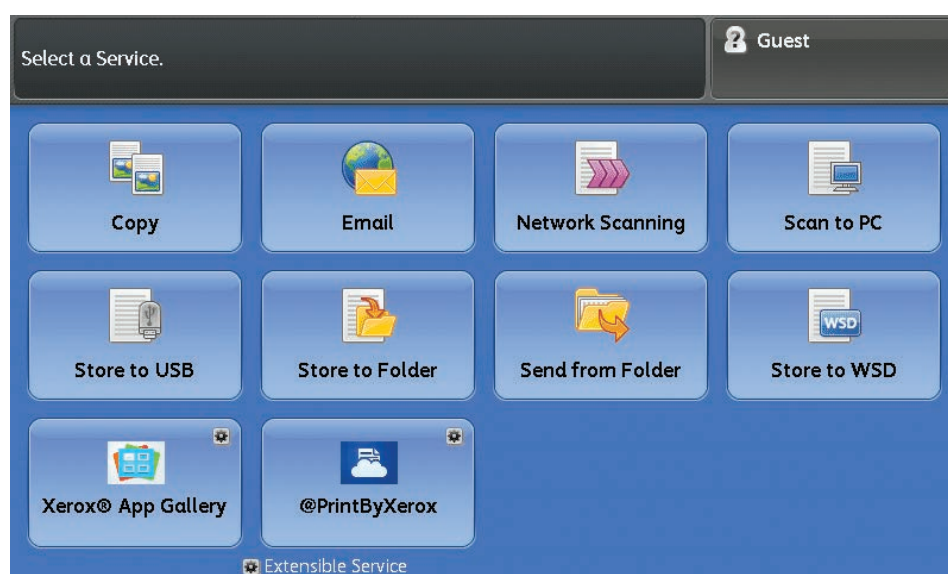 Select a Service.
Guest
Copy
Email
Network Scanning
Scan to PC
Store to USB
Store to Folder
Send from Folder
WSD
Store to WSD
Xerox® App Gallery
@PrintByXerox
Extensible Service